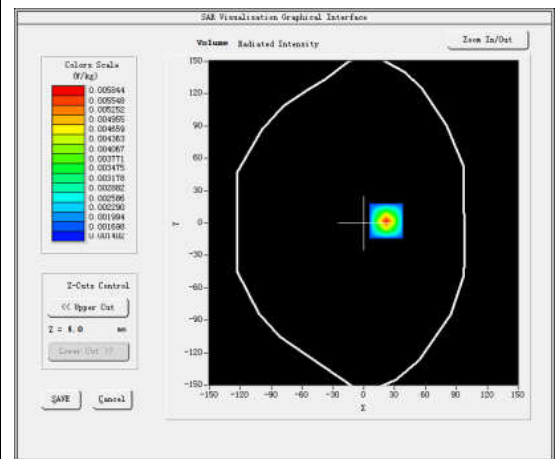 SAR Visualisation Graphical Interface
Volume Radiated Intensity
Zoom In/Out
Colors Scale
(W/kg)
0.005844
0.005548
0.005252
0.004955
0.004659
0.004363
0.004067
0.003771
0.003475
0.003178
0.002882
0.002586
0.002290
0.001994
0.001698
0.001402
Z-Cuts Control
<< Upper Cut
Z = 4.0 mm
Lower Cut >>
SAVE
Cancel
150
120
90
60
30
0
-30
-60
-90
-120
-150
Y
-150 -120 -90 -60 -30 0 30 60 90 120 150
X